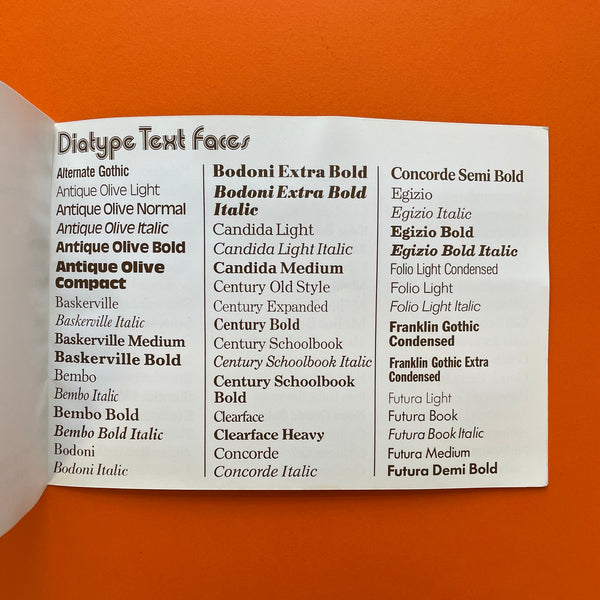 Diatype Text Faces
Alternate Gothic
Antique Olive Light
Antique Olive Normal
Antique Olive Italic
Antique Olive Bold
Antique Olive
Compact
Baskerville
Baskerville Italic
Baskerville Medium
Baskerville Bold
Bembo
Bembo Italic
Bembo Bold
Bembo Bold Italic
Bodoni
Bodoni Italic
Bodoni Extra Bold
Bodoni Extra Bold
Italic
Candida Light
Candida Light Italic
Candida Medium
Century Old Style
Century Expanded
Century Bold
Century Schoolbook
Century Schoolbook Italic
Century Schoolbook
Bold
Clearface
Clearface Heavy
Concorde
Concorde Italic
Concorde Semi Bold
Egizio
Egizio Italic
Egizio Bold
Egizio Bold Italic
Folio Light Condensed
Folio Light
Folio Light Italic
Franklin Gothic
Condensed
Franklin Gothic Extra
Condensed
Futura Light
Futura Book
Futura Book Italic
Futura Medium
Futura Demi Bold